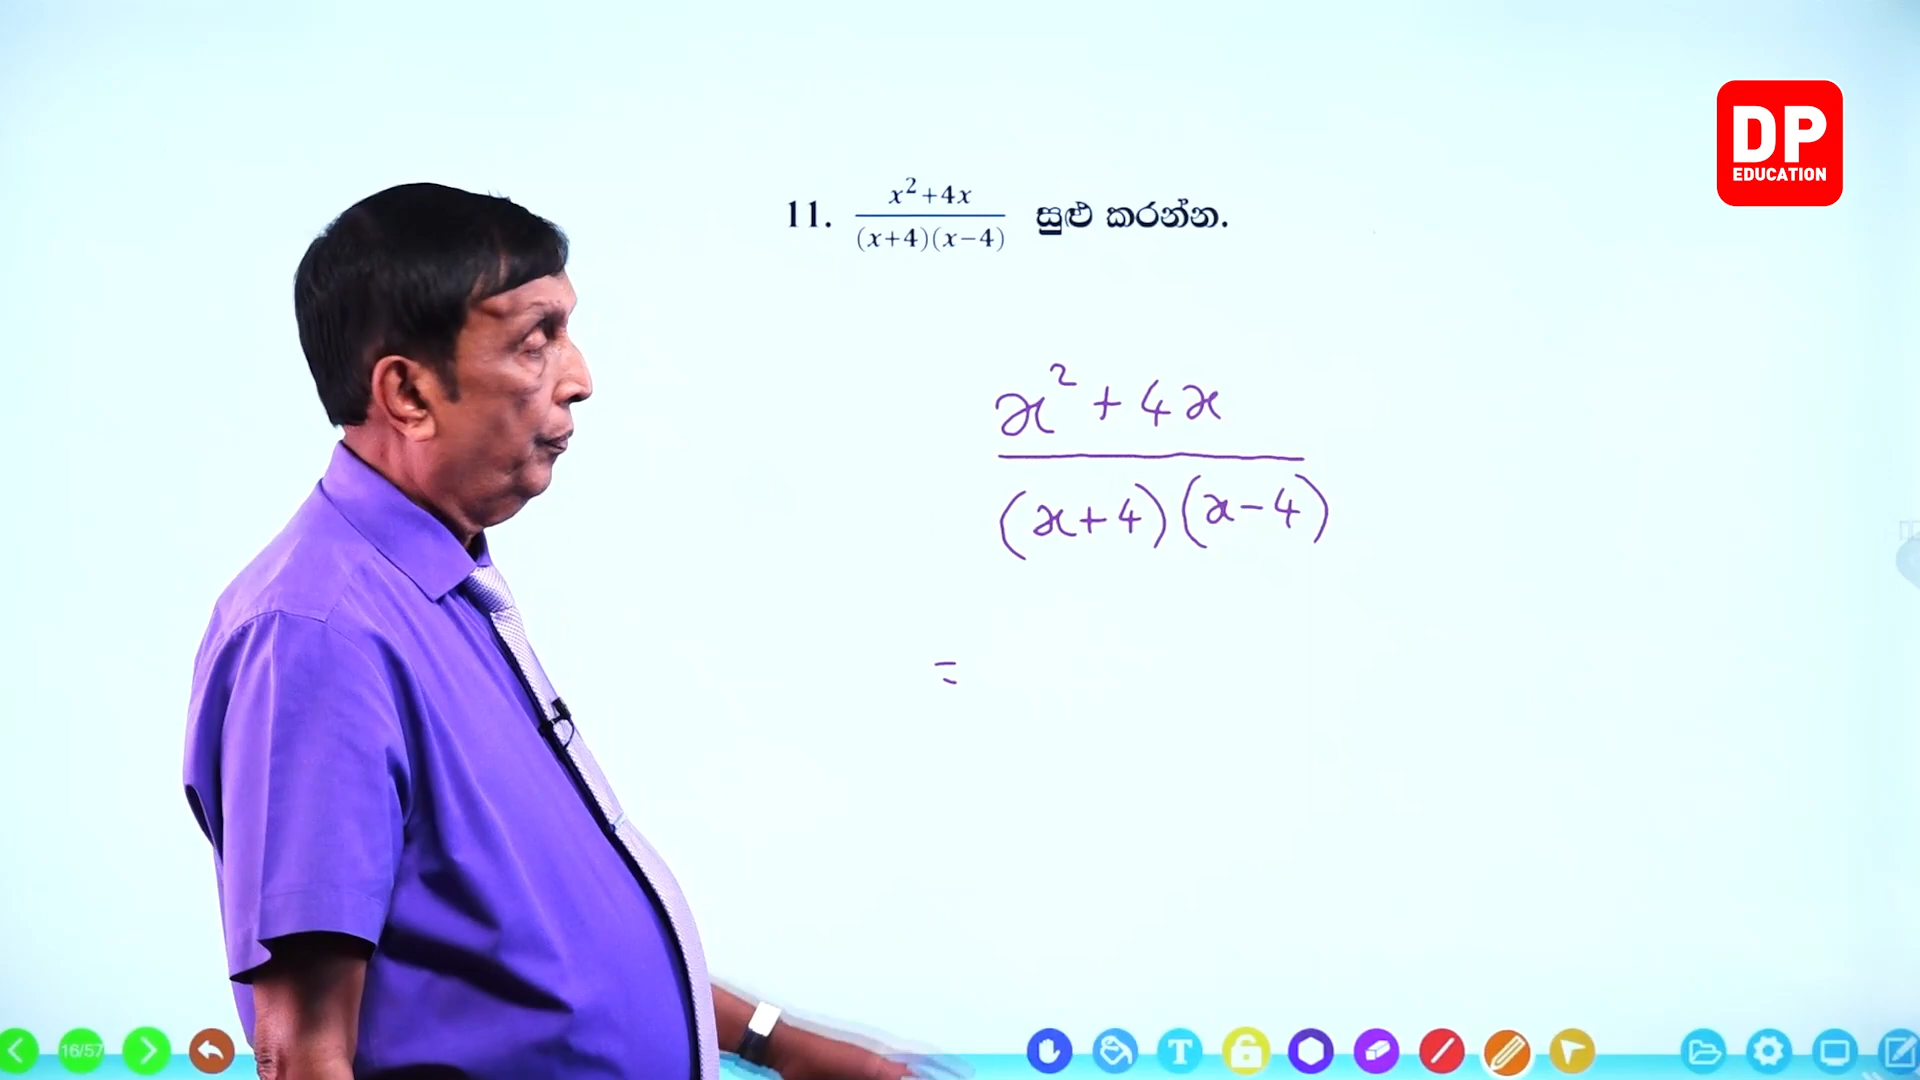 DP
EDUCATION
11. x²+4x / (x+4)(x−4) සුළු කරන්න.
x² + 4x
(x+4)(x−4)
=
16/57
T